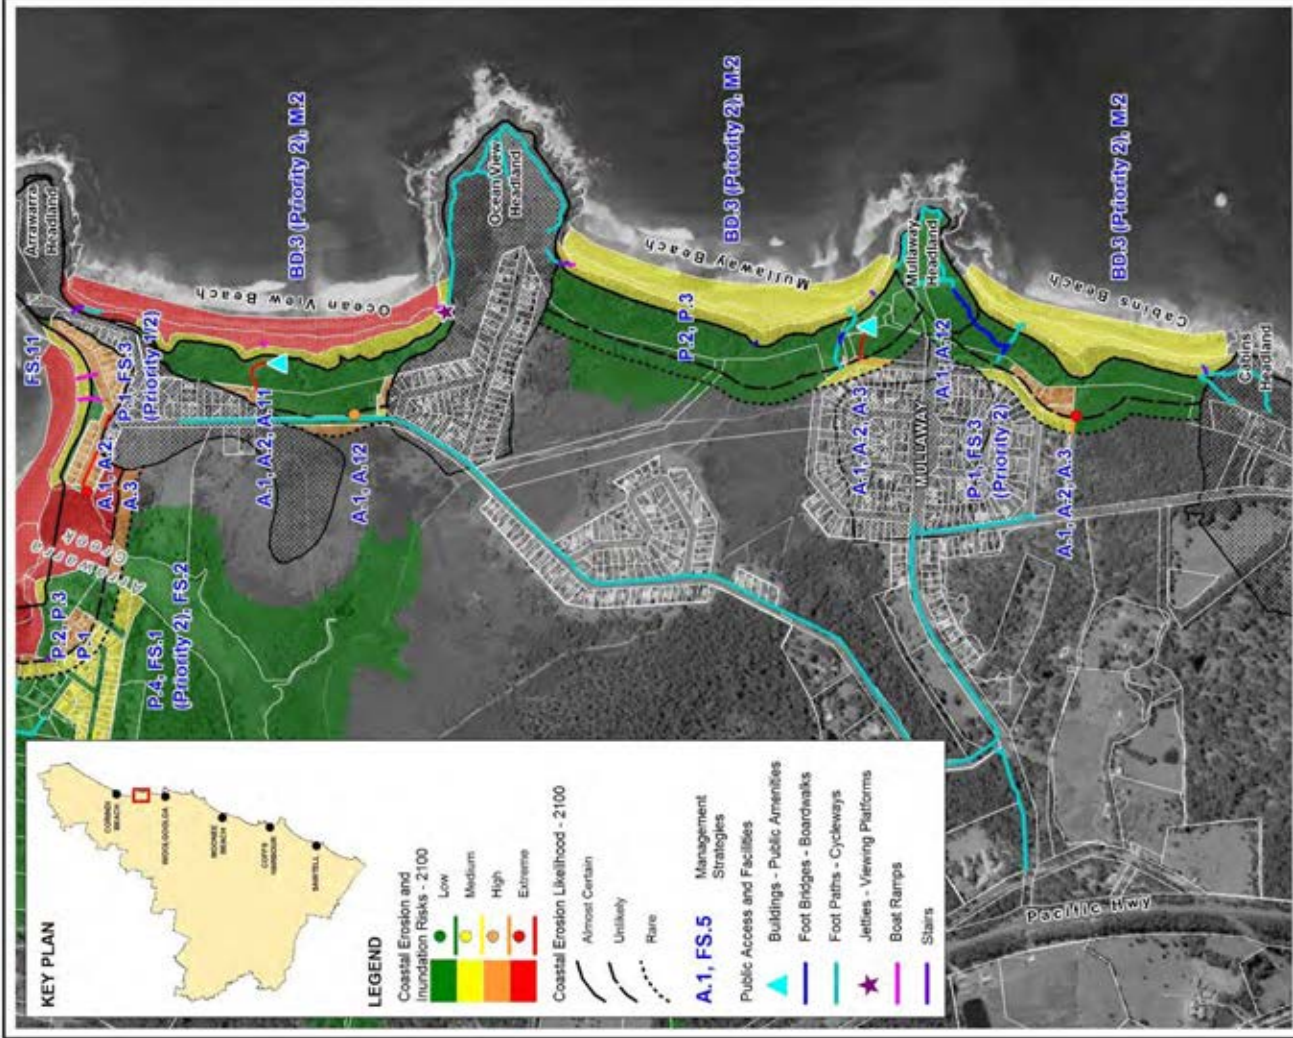 Arrawarra
Headland
FS.11
BD.3 (Priority 2), M.2
Ocean View Beach
P.1, FS.3
(Priority 1/2)
A.1, A.2,
A.3
Arrawarra
Creek
P.2, P.3
P.1
P.4, FS.1
(Priority 2), FS.2
A.1, A.2, A.11
A.1, A.12
Ocean View
Headland
BD.3 (Priority 2), M.2
Mullaway Beach
P.2, P.3
Mullaway
Headland
A.1, A.2, A.3
MULLAWAY
A.1, A.12
P.1, FS.3
(Priority 2)
BD.3 (Priority 2), M.2
Cabins Beach
A.1, A.2, A.3
Cabins
Headland
Pacific Hwy
KEY PLAN
CORINDI
BEACH
WOOLGOOLGA
MOONEE
BEACH
COFFS
HARBOUR
SAWTELL
LEGEND
Coastal Erosion and
Inundation Risks - 2100
Low
Medium
High
Extreme
Coastal Erosion Likelihood - 2100
Almost Certain
Unlikely
Rare
A.1, FS.5
Management
Strategies
Public Access and Facilities
Buildings - Public Amenities
Foot Bridges - Boardwalks
Foot Paths - Cycleways
Jetties - Viewing Platforms
Boat Ramps
Stairs